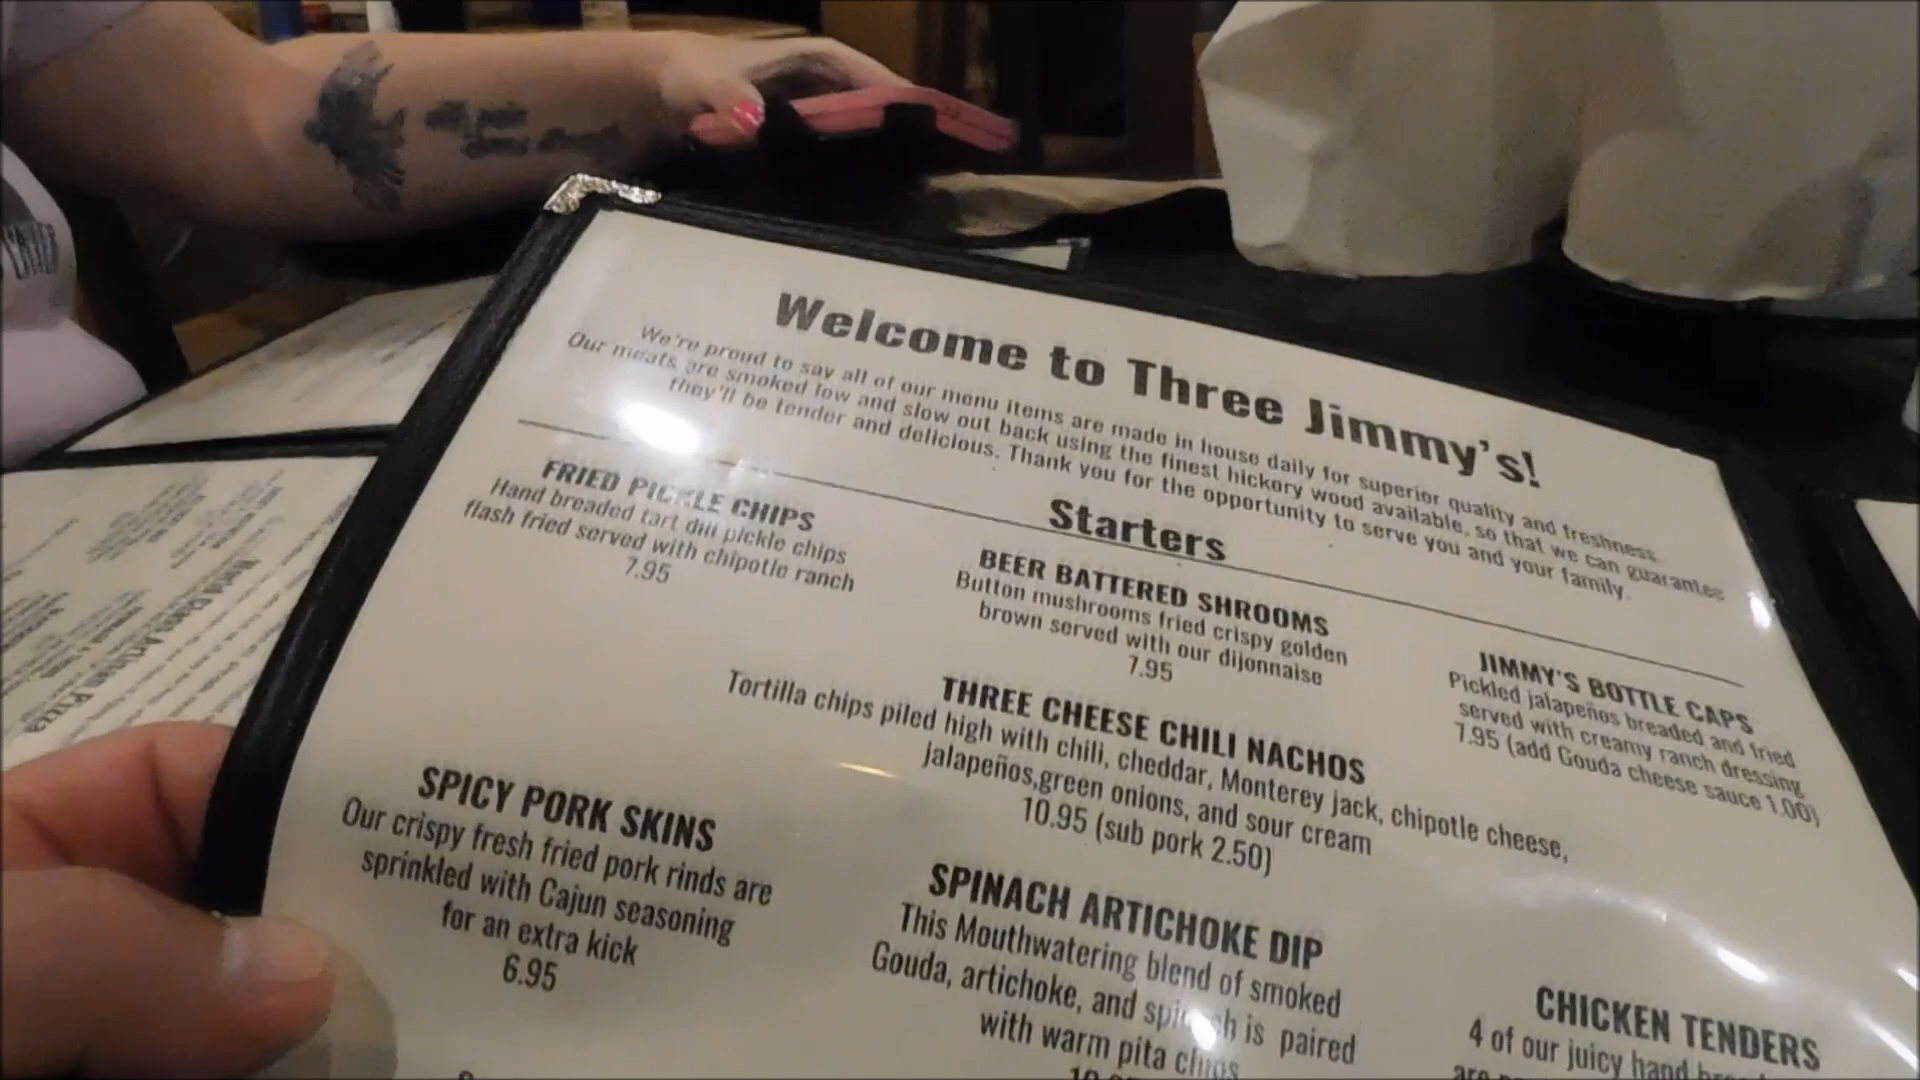 Welcome to Three Jimmy's!
We're proud to say all of our menu items are made in house daily for superior quality and freshness.
Our meats are smoked low and slow out back using the finest hickory wood available, so that we can guarantee
they'll be tender and delicious. Thank you for the opportunity to serve you and your family.
Starters
FRIED PICKLE CHIPS
Hand breaded tart dill pickle chips
flash fried served with chipotle ranch
7.95
BEER BATTERED SHROOMS
Button mushrooms fried crispy golden
brown served with our dijonnaise
7.95
JIMMY'S BOTTLE CAPS
Pickled jalapeños breaded and fried
served with creamy ranch dressing
7.95 (add Gouda cheese sauce 1.00)
THREE CHEESE CHILI NACHOS
Tortilla chips piled high with chili, cheddar, Monterey jack, chipotle cheese,
jalapeños,green onions, and sour cream
10.95 (sub pork 2.50)
SPICY PORK SKINS
Our crispy fresh fried pork rinds are
sprinkled with Cajun seasoning
for an extra kick
6.95
SPINACH ARTICHOKE DIP
This Mouthwatering blend of smoked
Gouda, artichoke, and spinach is paired
with warm pita chips
CHICKEN TENDERS
4 of our juicy hand
are
Artisan Pizza